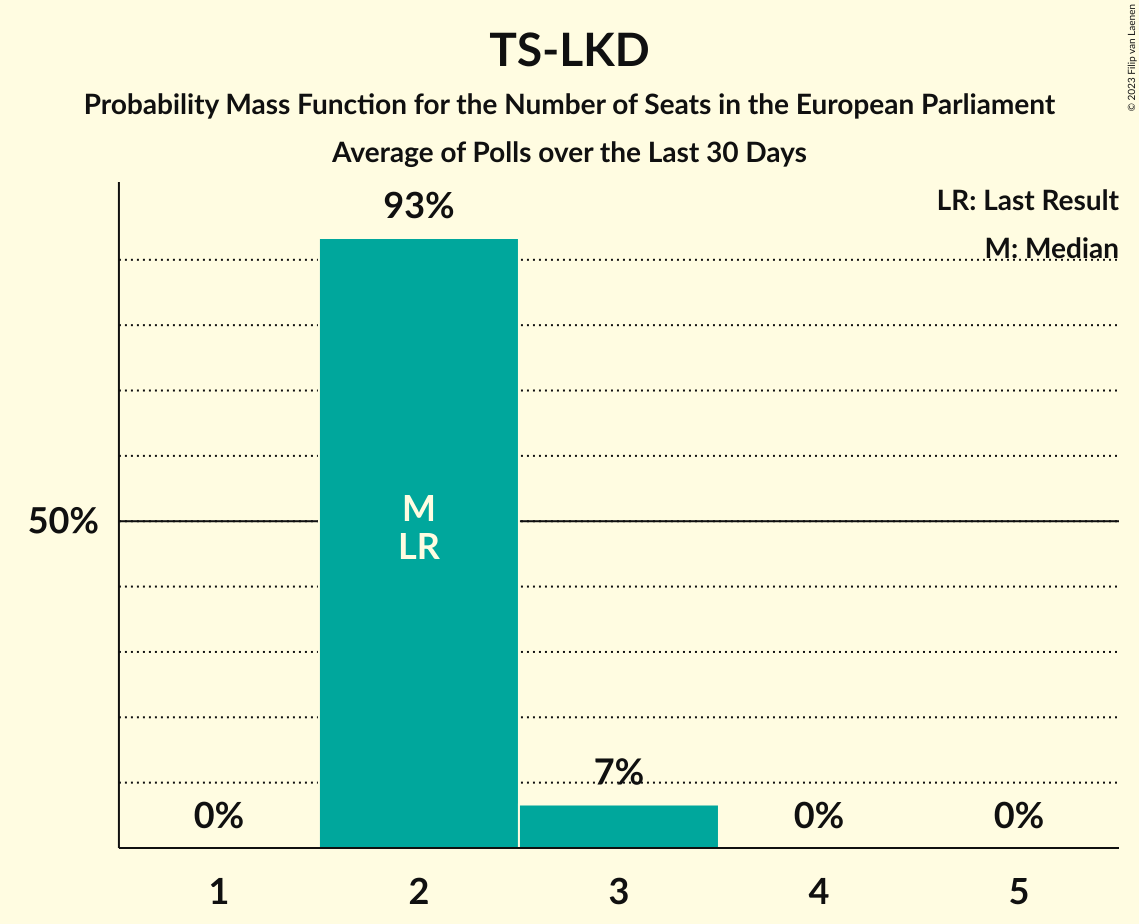 TS-LKD
Probability Mass Function for the Number of Seats in the European Parliament
Average of Polls over the Last 30 Days
© 2023 Filip van Laenen
LR: Last Result
M: Median
93%
50%
M
LR
7%
0%
0%
0%
1
2
3
4
5